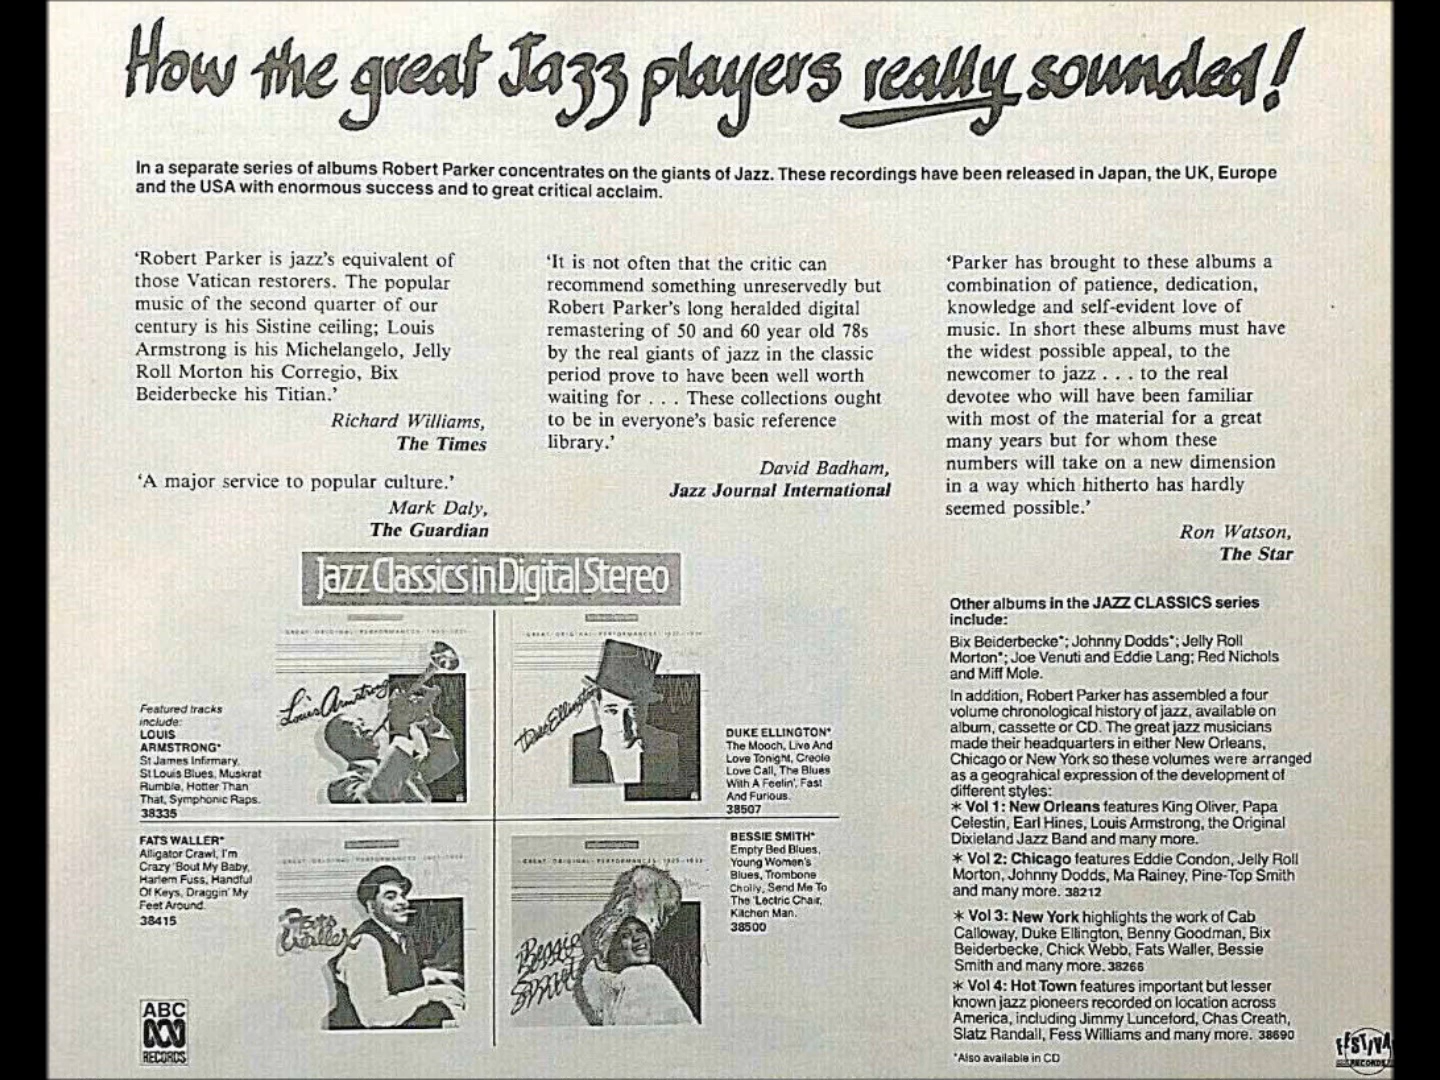 How the great Jazz players really sounded!
In a separate series of albums Robert Parker concentrates on the giants of Jazz. These recordings have been released in Japan, the UK, Europe
and the USA with enormous success and to great critical acclaim.
‘Robert Parker is jazz’s equivalent of
those Vatican restorers. The popular
music of the second quarter of our
century is his Sistine ceiling; Louis
Armstrong is his Michelangelo, Jelly
Roll Morton his Corregio, Bix
Beiderbecke his Titian.’
Richard Williams,
The Times
‘A major service to popular culture.’
Mark Daly,
The Guardian
‘It is not often that the critic can
recommend something unreservedly but
Robert Parker’s long heralded digital
remastering of 50 and 60 year old 78s
by the real giants of jazz in the classic
period prove to have been well worth
waiting for . . . These collections ought
to be in everyone’s basic reference
library.’
David Badham,
Jazz Journal International
‘Parker has brought to these albums a
combination of patience, dedication,
knowledge and self-evident love of
music. In short these albums must have
the widest possible appeal, to the
newcomer to jazz . . . to the real
devotee who will have been familiar
with most of the material for a great
many years but for whom these
numbers will take on a new dimension
in a way which hitherto has hardly
seemed possible.’
Ron Watson,
The Star
Jazz Classics in Digital Stereo
GREAT ORIGINAL PERFORMANCES
Louis Armstrong
Featured tracks
include:
LOUIS
ARMSTRONG*
St James Infirmary,
St Louis Blues, Muskrat
Rumble, Hotter Than
That, Symphonic Raps.
38335
GREAT ORIGINAL PERFORMANCES
Duke Ellington
DUKE ELLINGTON*
The Mooch, Live And
Love Tonight, Creole
Love Call, The Blues
With A Feelin’, Fast
And Furious.
38507
FATS WALLER*
Alligator Crawl, I’m
Crazy ’Bout My Baby,
Harlem Fuss, Handful
Of Keys, Draggin’ My
Feet Around.
38415
GREAT ORIGINAL PERFORMANCES
Fats Waller
GREAT ORIGINAL PERFORMANCES
Bessie Smith
BESSIE SMITH*
Empty Bed Blues,
Young Women’s
Blues, Trombone
Cholly, Send Me To
The ’Lectric Chair,
Kitchen Man.
38500
Other albums in the JAZZ CLASSICS series
include:
Bix Beiderbecke*; Johnny Dodds*; Jelly Roll
Morton*; Joe Venuti and Eddie Lang; Red Nichols
and Miff Mole.
In addition, Robert Parker has assembled a four
volume chronological history of jazz, available on
album, cassette or CD. The great jazz musicians
made their headquarters in either New Orleans,
Chicago or New York so these volumes were arranged
as a geograhical expression of the development of
different styles:
* Vol 1: New Orleans features King Oliver, Papa
Celestin, Earl Hines, Louis Armstrong, the Original
Dixieland Jazz Band and many more.
* Vol 2: Chicago features Eddie Condon, Jelly Roll
Morton, Johnny Dodds, Ma Rainey, Pine-Top Smith
and many more. 38212
* Vol 3: New York highlights the work of Cab
Calloway, Duke Ellington, Benny Goodman, Bix
Beiderbecke, Chick Webb, Fats Waller, Bessie
Smith and many more. 38266
* Vol 4: Hot Town features important but lesser
known jazz pioneers recorded on location across
America, including Jimmy Lunceford, Chas Creath,
Slatz Randall, Fess Williams and many more. 38690
*Also available in CD
ABC
RECORDS
FESTIVAL
RECORDS